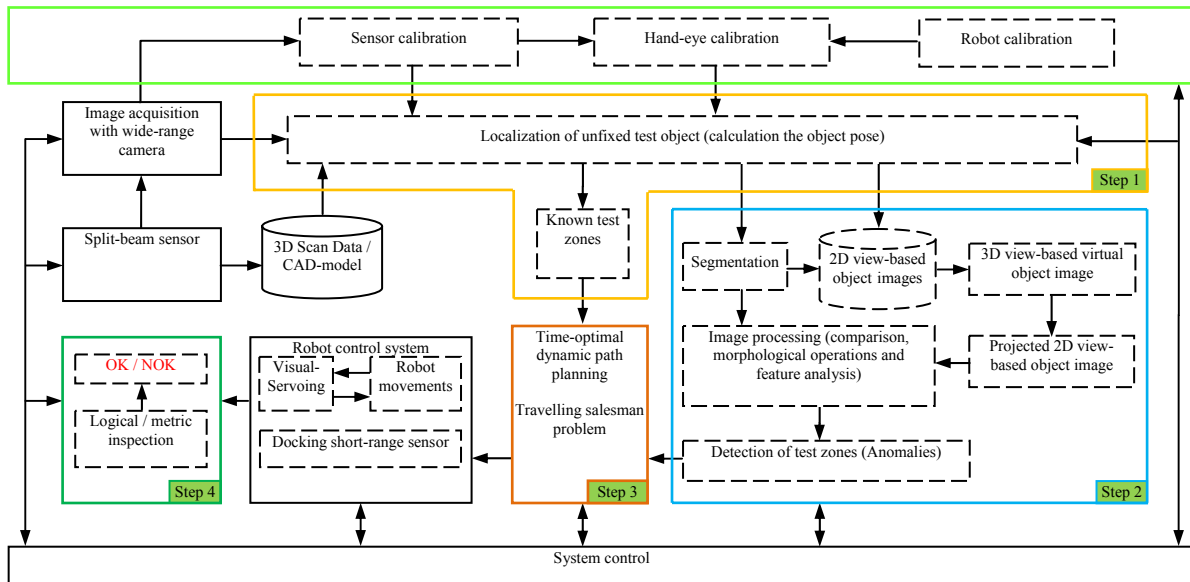 Sensor calibration
Hand-eye calibration
Robot calibration
Image acquisition
with wide-range
camera
Localization of unfixed test object (calculation the object pose)
Step 1
Split-beam sensor
3D Scan Data /
CAD-model
Known test
zones
Segmentation
2D view-based
object images
3D view-based virtual
object image
Image processing (comparison,
morphological operations and
feature analysis)
Projected 2D view-
based object image
Detection of test zones (Anomalies)
Step 2
Time-optimal
dynamic path
planning
Travelling salesman
problem
Step 3
Robot control system
Visual-
Servoing
Robot
movements
Docking short-range sensor
OK / NOK
Logical / metric
inspection
Step 4
System control